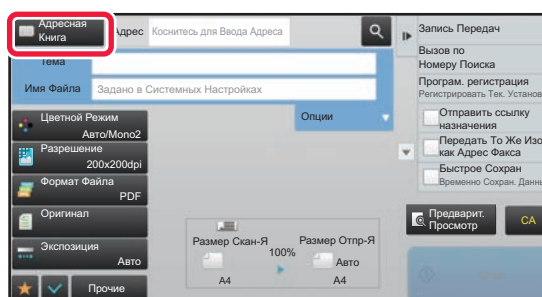 Адресная
Книга
Адрес
Коснитесь для Ввода Адреса
Тема
Имя Файла
Задано в Системных Настройках
Цветной Режим
Авто/Mono2
Разрешение
200x200dpi
Формат Файла
PDF
Оригинал
Экспозиция
Авто
Прочие
Опции
Размер Скан-Я
100%
Размер Отпр-Я
Авто
A4
A4
Запись Передач
Вызов по
Номеру Поиска
Програм. регистрация
Регистрировать Тек. Установ
Отправить ссылку
назначения
Передать То Же Изо
как Адрес Факса
Быстрое Сохран
Временно Сохран. Данн
Предварит.
Просмотр
CA